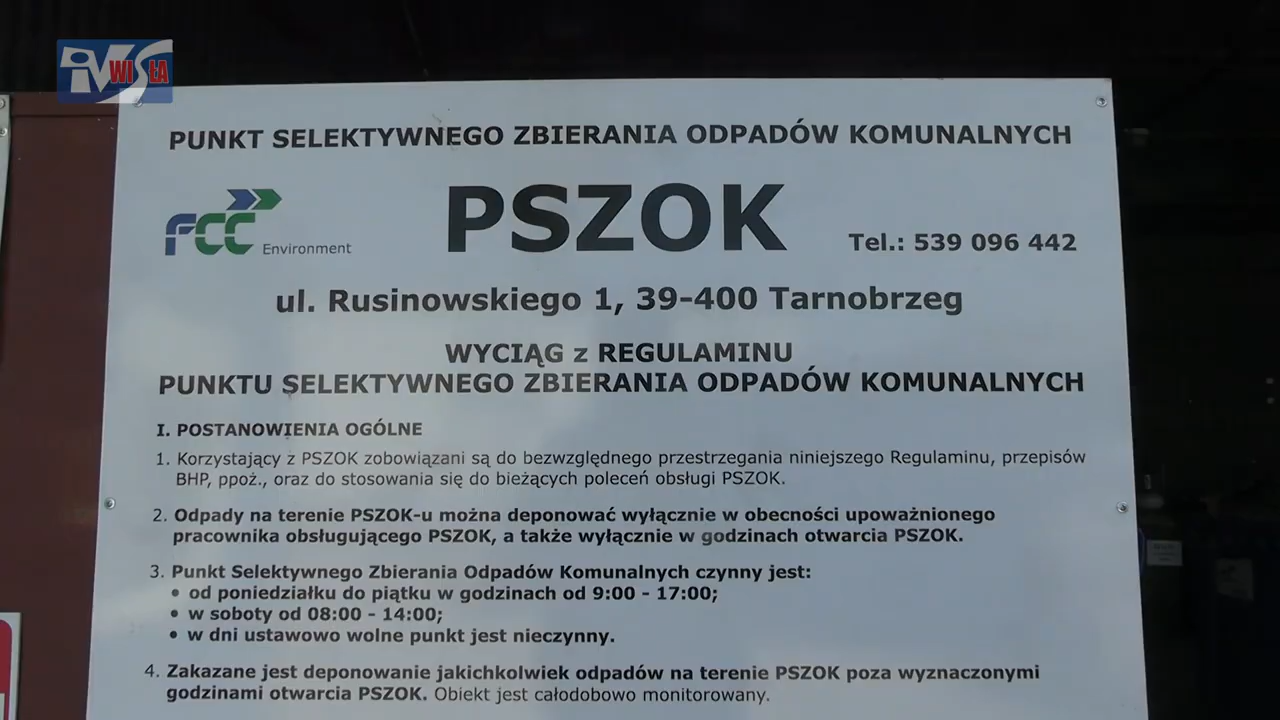 iTV WISŁA
PUNKT SELEKTYWNEGO ZBIERANIA ODPADÓW KOMUNALNYCH
FCC Environment
PSZOK
Tel.: 539 096 442
ul. Rusinowskiego 1, 39-400 Tarnobrzeg
WYCIĄG z REGULAMINU
PUNKTU SELEKTYWNEGO ZBIERANIA ODPADÓW KOMUNALNYCH
I. POSTANOWIENIA OGÓLNE
1. Korzystający z PSZOK zobowiązani są do bezwzględnego przestrzegania niniejszego Regulaminu, przepisów
BHP, ppoż., oraz do stosowania się do bieżących poleceń obsługi PSZOK.
2. Odpady na terenie PSZOK-u można deponować wyłącznie w obecności upoważnionego
pracownika obsługującego PSZOK, a także wyłącznie w godzinach otwarcia PSZOK.
3. Punkt Selektywnego Zbierania Odpadów Komunalnych czynny jest:
• od poniedziałku do piątku w godzinach od 9:00 - 17:00;
• w soboty od 08:00 - 14:00;
• w dni ustawowo wolne punkt jest nieczynny.
4. Zakazane jest deponowanie jakichkolwiek odpadów na terenie PSZOK poza wyznaczonymi
godzinami otwarcia PSZOK. Obiekt jest całodobowo monitorowany.